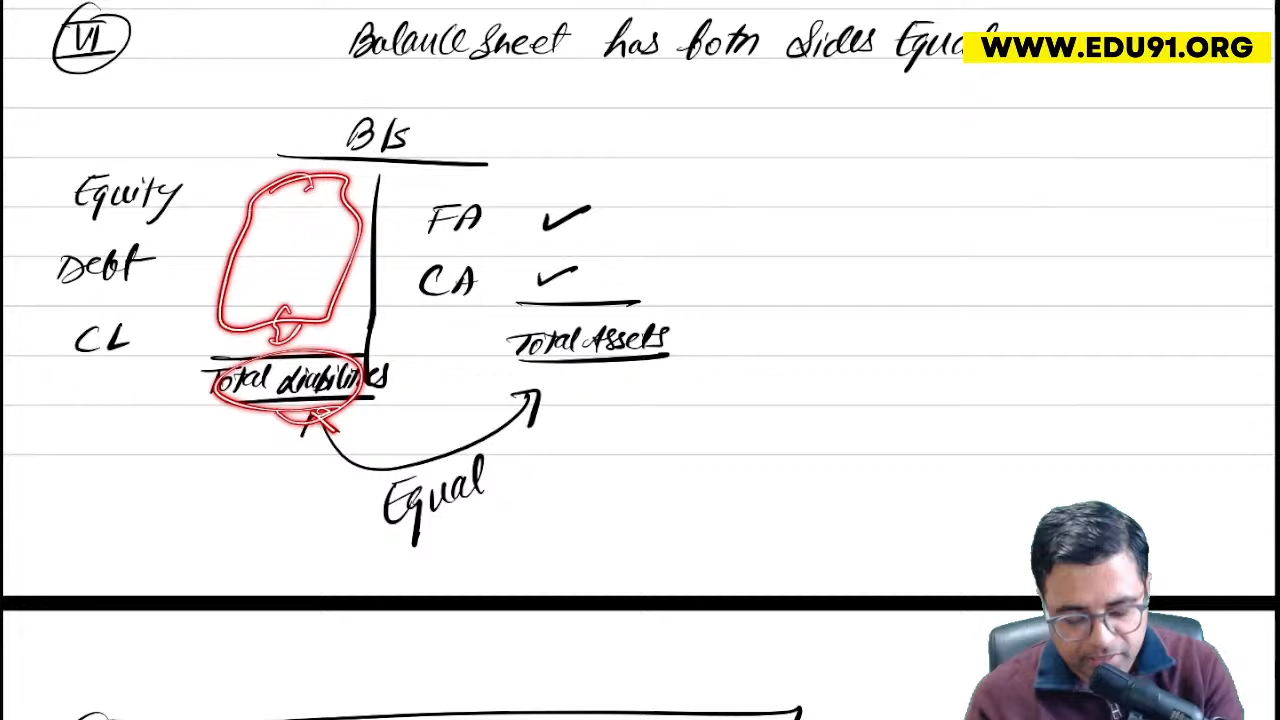 VI
Balance Sheet has both Sides Equal
WWW.EDU91.ORG
B/s
Equity
Debt
CL
FA
CA
Total Liabilities
Total Assets
Equal